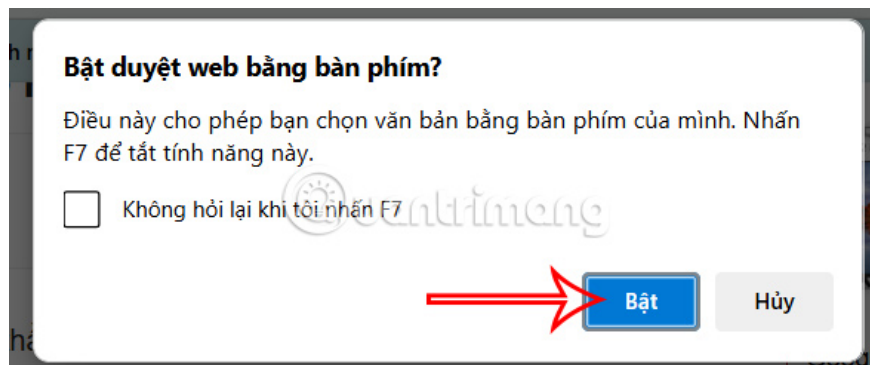 Bật duyệt web bằng bàn phím?
Điều này cho phép bạn chọn văn bản bằng bàn phím của mình. Nhấn
F7 để tắt tính năng này.
Không hỏi lại khi tôi nhấn F7
Quantrimang
Bật
Hủy